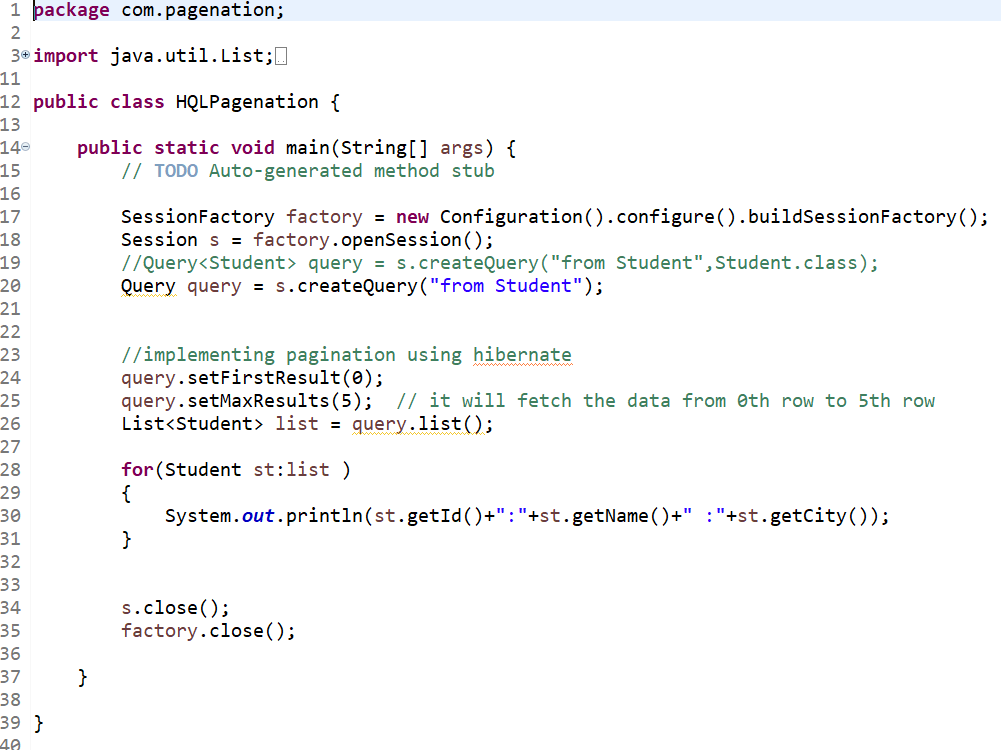 1 package com.pagenation;
2
3 import java.util.List;
11
12 public class HQLPagenation {
13
14     public static void main(String[] args) {
15         // TODO Auto-generated method stub
16
17         SessionFactory factory = new Configuration().configure().buildSessionFactory();
18         Session s = factory.openSession();
19         //Query<Student> query = s.createQuery("from Student",Student.class);
20         Query query = s.createQuery("from Student");
21
22
23         //implementing pagination using hibernate
24         query.setFirstResult(0);
25         query.setMaxResults(5);  // it will fetch the data from 0th row to 5th row
26         List<Student> list = query.list();
27
28         for(Student st:list )
29         {
30             System.out.println(st.getId()+":"+st.getName()+" :"+st.getCity());
31         }
32
33
34         s.close();
35         factory.close();
36
37     }
38
39 }
40